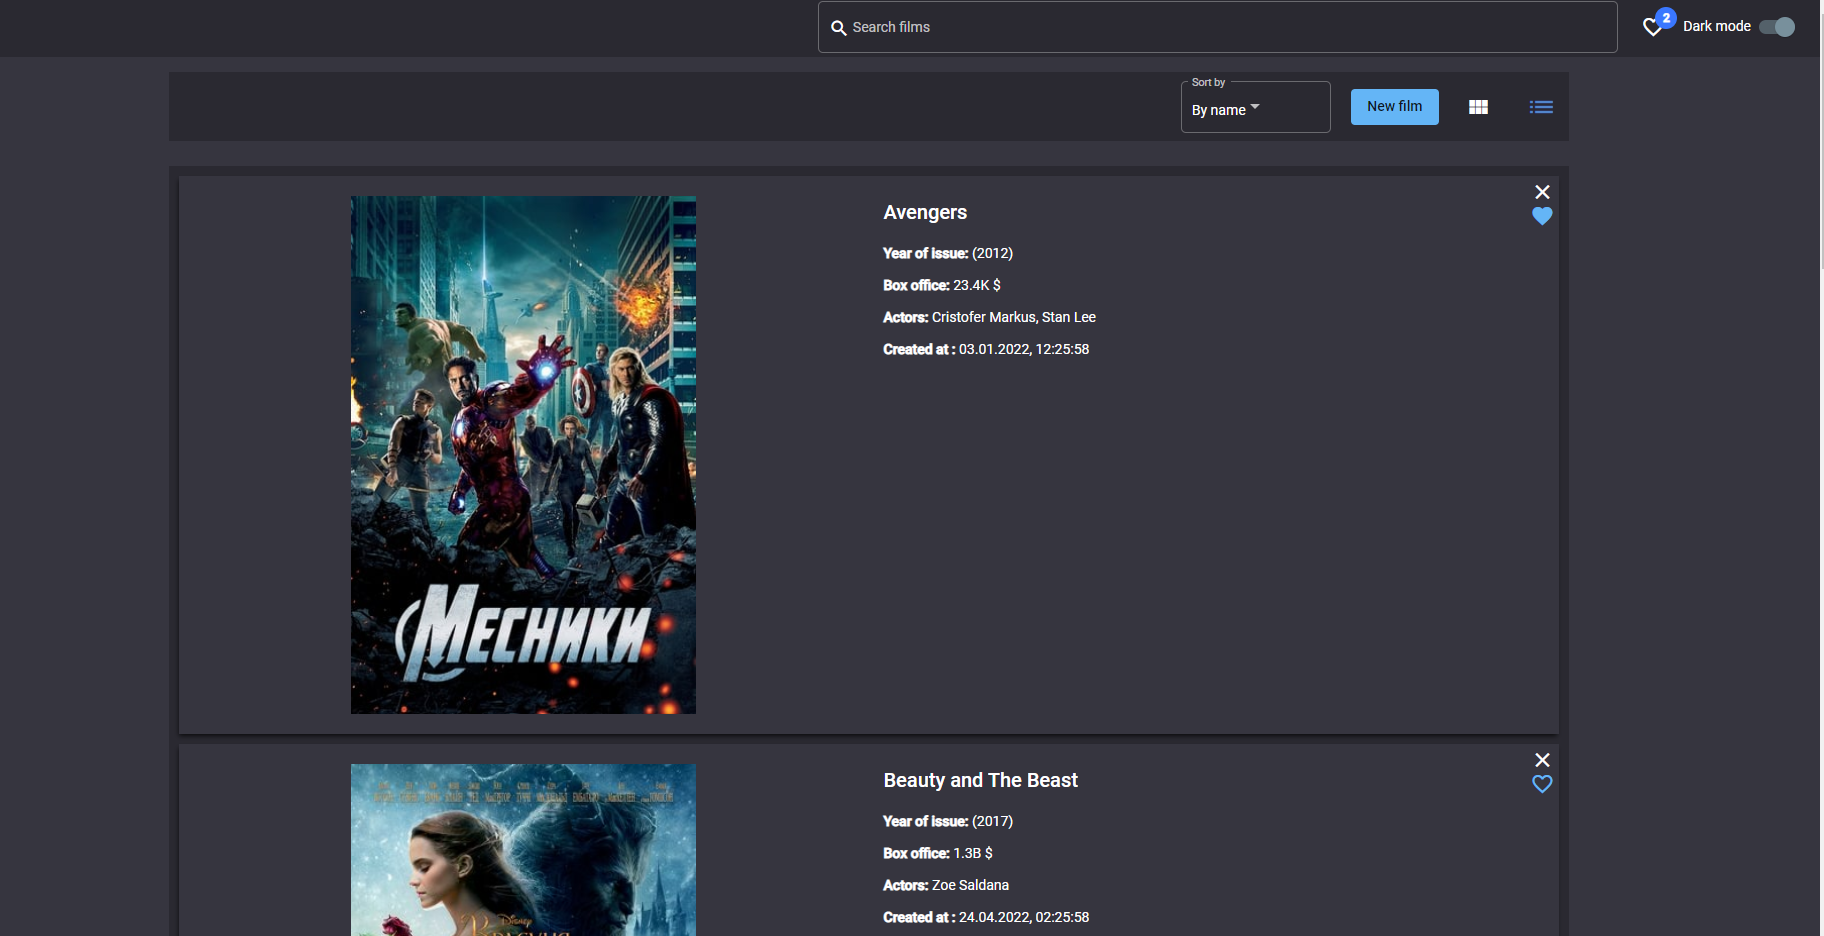 Search films
2
Dark mode
Sort by
By name
New film
Avengers
Year of issue: (2012)
Box office: 23.4K $
Actors: Cristofer Markus, Stan Lee
Created at : 03.01.2022, 12:25:58
Месники
Beauty and The Beast
Year of issue: (2017)
Box office: 1.3B $
Actors: Zoe Saldana
Created at : 24.04.2022, 02:25:58
Disney